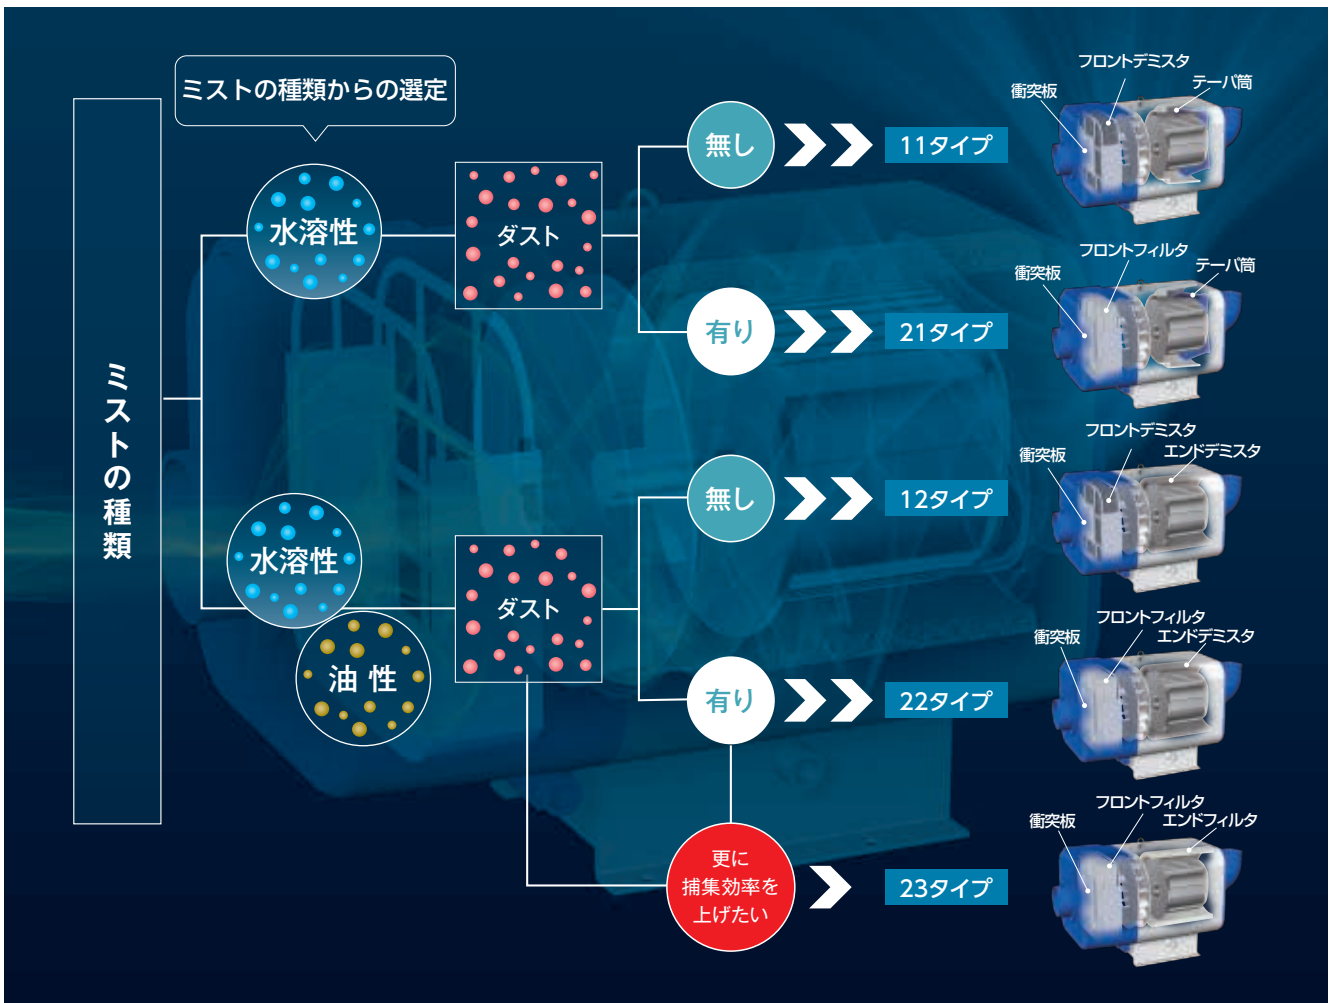 ミストの種類からの選定
ミストの種類
水溶性
ダスト
無し
11タイプ
フロントデミスタ
テーパ筒
衝突板
有り
21タイプ
フロントフィルタ
テーパ筒
衝突板
水溶性
油 性
ダスト
無し
12タイプ
フロントデミスタ
エンドデミスタ
衝突板
有り
22タイプ
フロントフィルタ
エンドデミスタ
衝突板
更に
捕集効率を
上げたい
23タイプ
フロントフィルタ
エンドフィルタ
衝突板